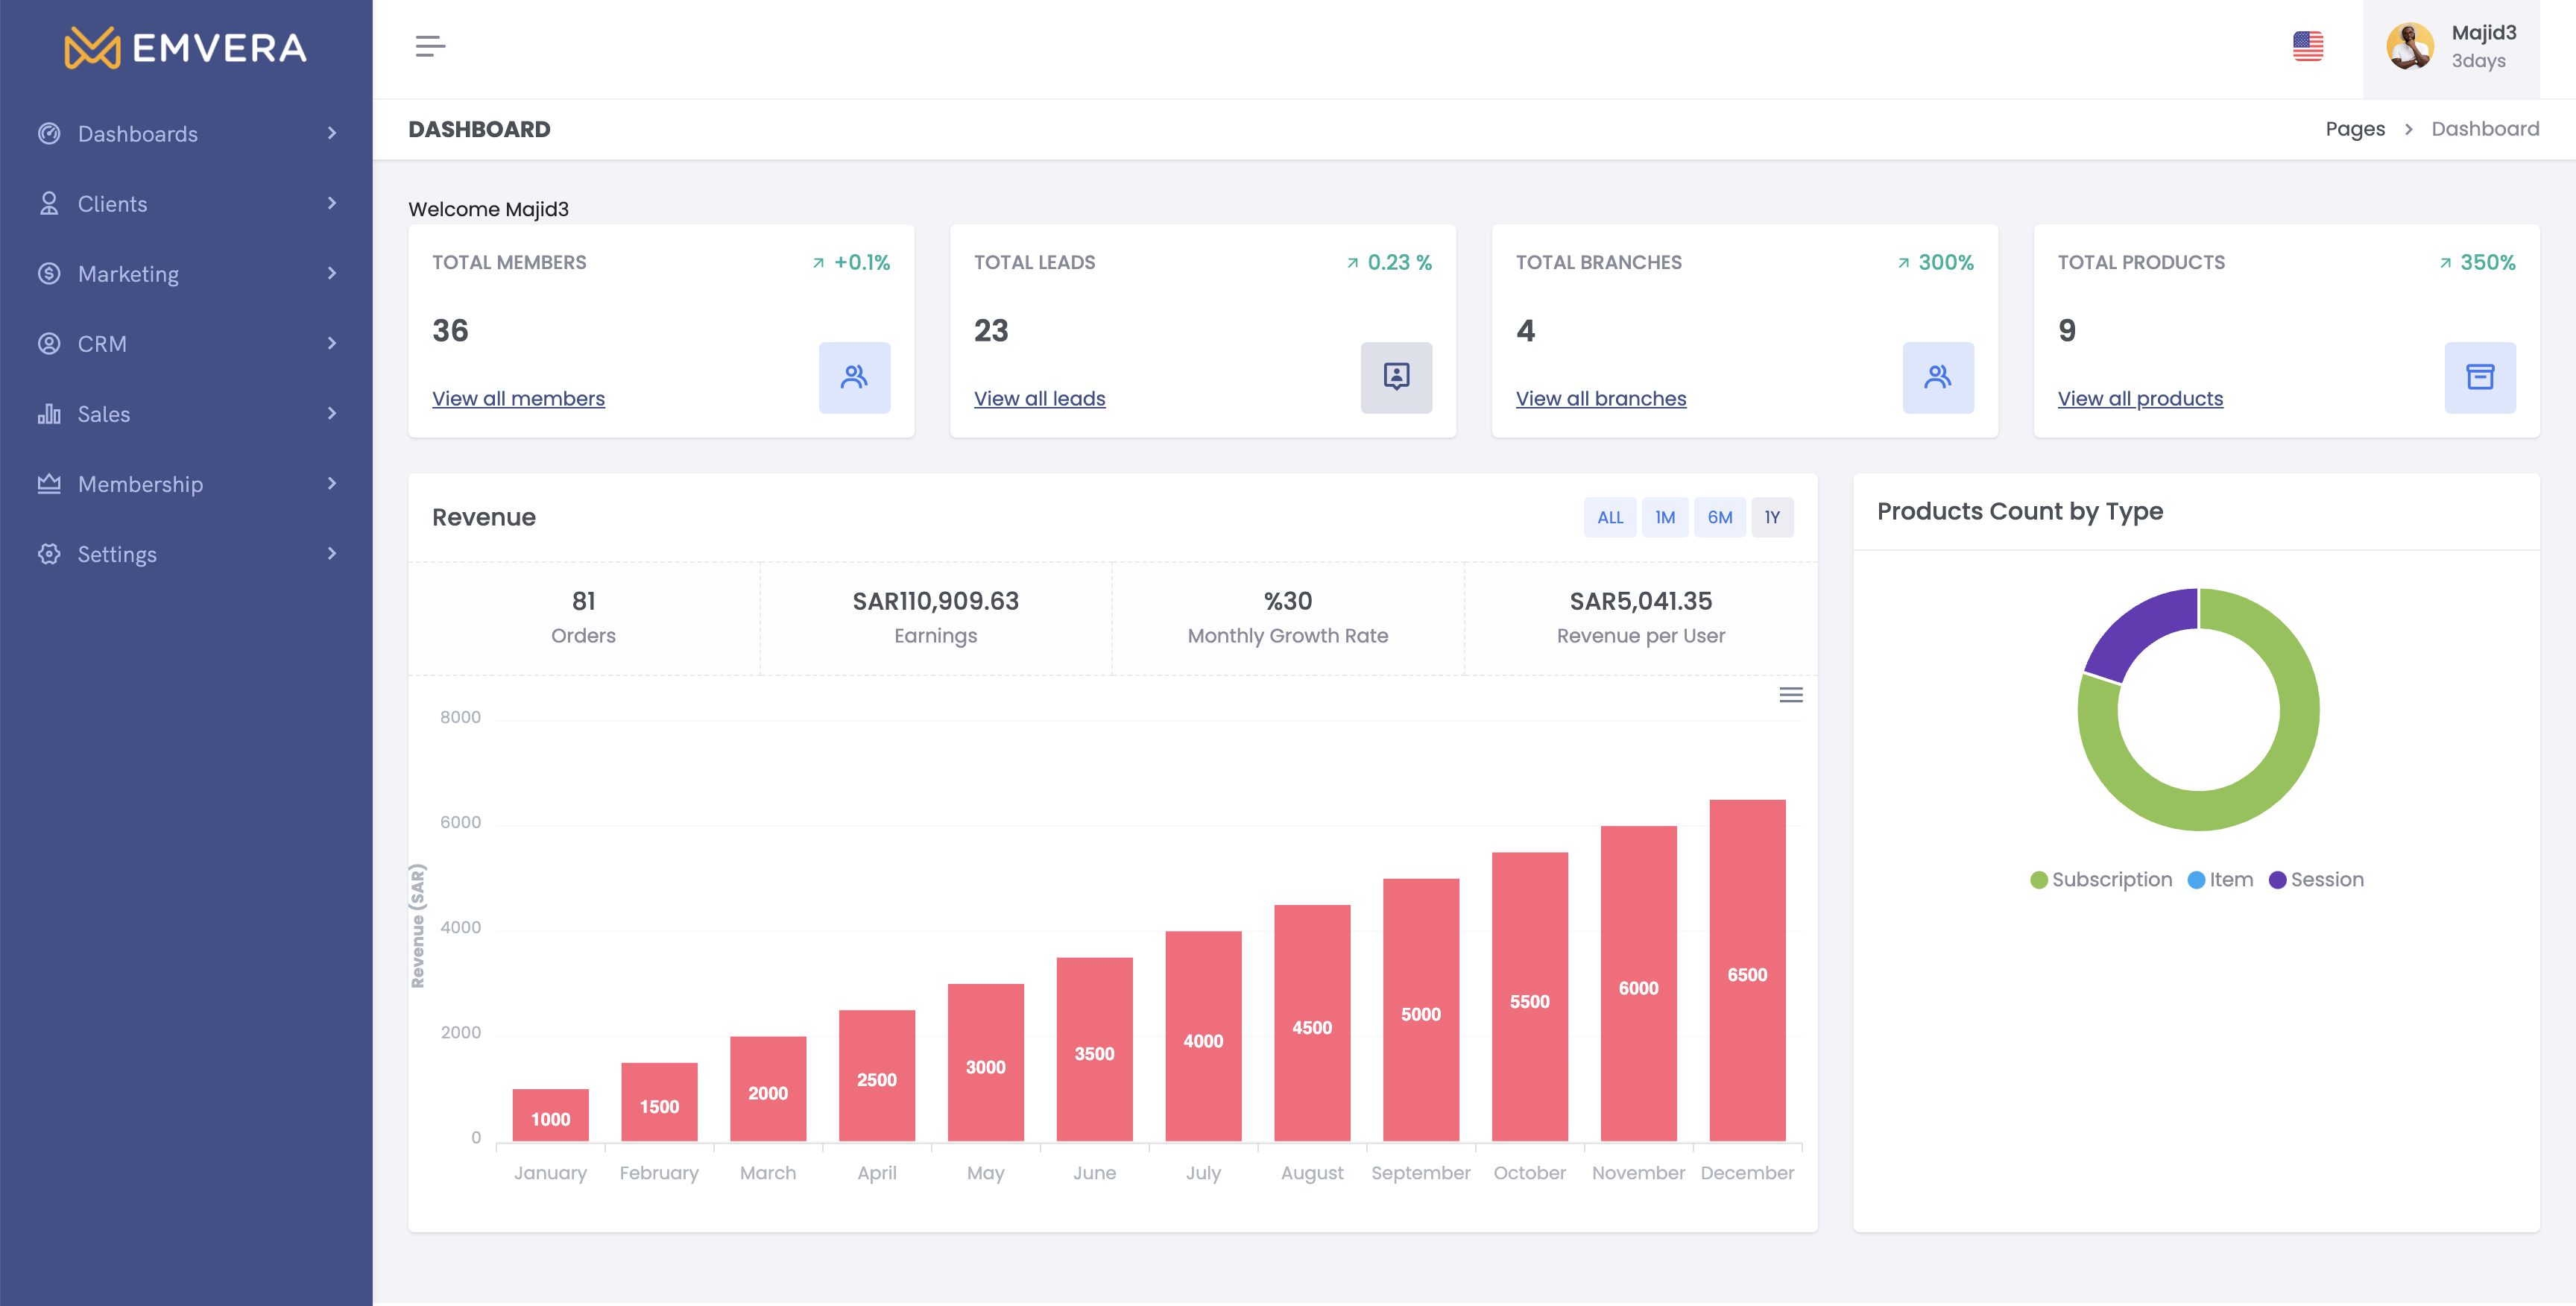 EMVERA
Dashboards
Clients
Marketing
CRM
Sales
Membership
Settings
Majid3
3days
DASHBOARD
Pages > Dashboard
Welcome Majid3
TOTAL MEMBERS
+0.1%
36
View all members
TOTAL LEADS
0.23 %
23
View all leads
TOTAL BRANCHES
300%
4
View all branches
TOTAL PRODUCTS
350%
9
View all products
Revenue
ALL 1M 6M 1Y
81
Orders
SAR110,909.63
Earnings
%30
Monthly Growth Rate
SAR5,041.35
Revenue per User
Revenue (SAR)
8000
6000
4000
2000
0
1000 1500 2000 2500 3000 3500 4000 4500 5000 5500 6000 6500
January February March April May June July August September October November December
Products Count by Type
Subscription Item Session